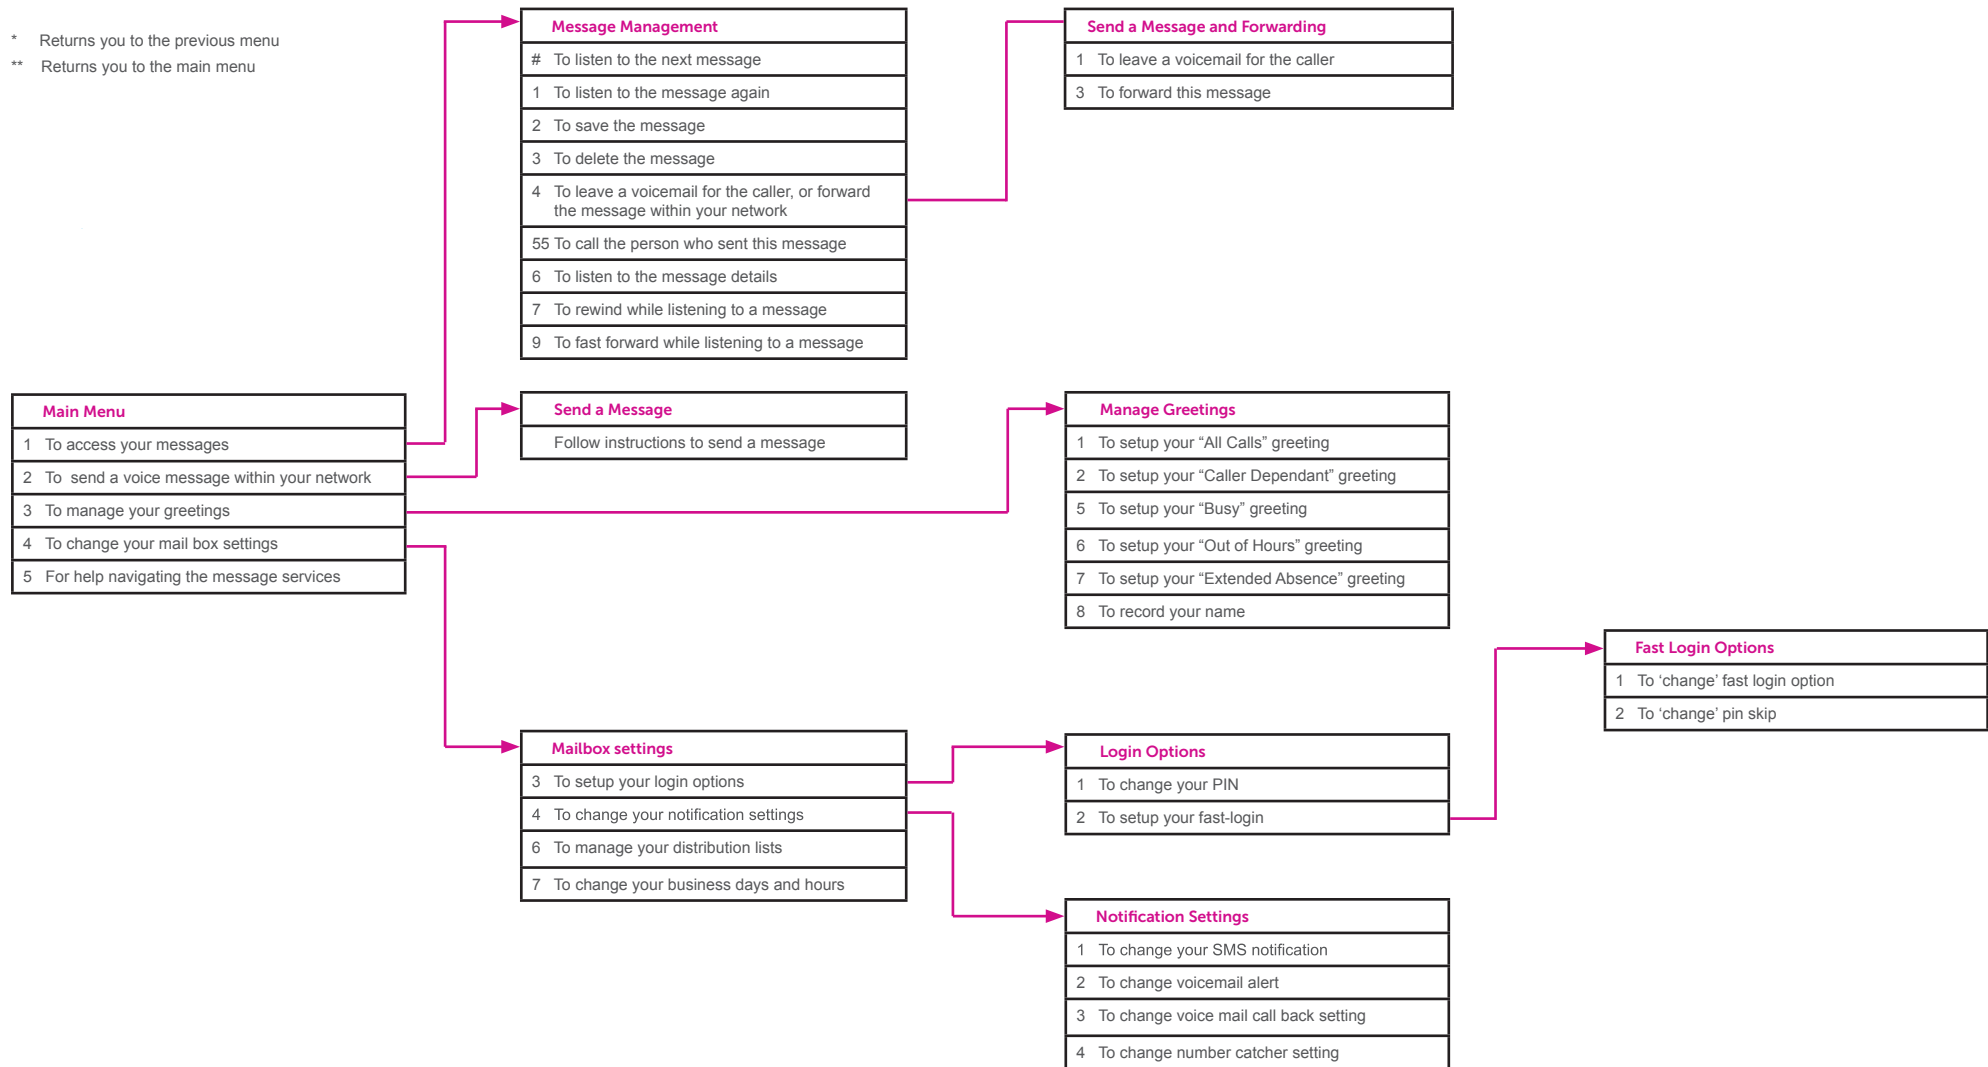 * Returns you to the previous menu
** Returns you to the main menu
Message Management
# To listen to the next message
1 To listen to the message again
2 To save the message
3 To delete the message
4 To leave a voicemail for the caller, or forward
the message within your network
55 To call the person who sent this message
6 To listen to the message details
7 To rewind while listening to a message
9 To fast forward while listening to a message
Send a Message and Forwarding
1 To leave a voicemail for the caller
3 To forward this message
Main Menu
1 To access your messages
2 To send a voice message within your network
3 To manage your greetings
4 To change your mail box settings
5 For help navigating the message services
Send a Message
Follow instructions to send a message
Manage Greetings
1 To setup your “All Calls” greeting
2 To setup your “Caller Dependant” greeting
5 To setup your “Busy” greeting
6 To setup your “Out of Hours” greeting
7 To setup your “Extended Absence” greeting
8 To record your name
Mailbox settings
3 To setup your login options
4 To change your notification settings
6 To manage your distribution lists
7 To change your business days and hours
Login Options
1 To change your PIN
2 To setup your fast-login
Fast Login Options
1 To ‘change’ fast login option
2 To ‘change’ pin skip
Notification Settings
1 To change your SMS notification
2 To change voicemail alert
3 To change voice mail call back setting
4 To change number catcher setting